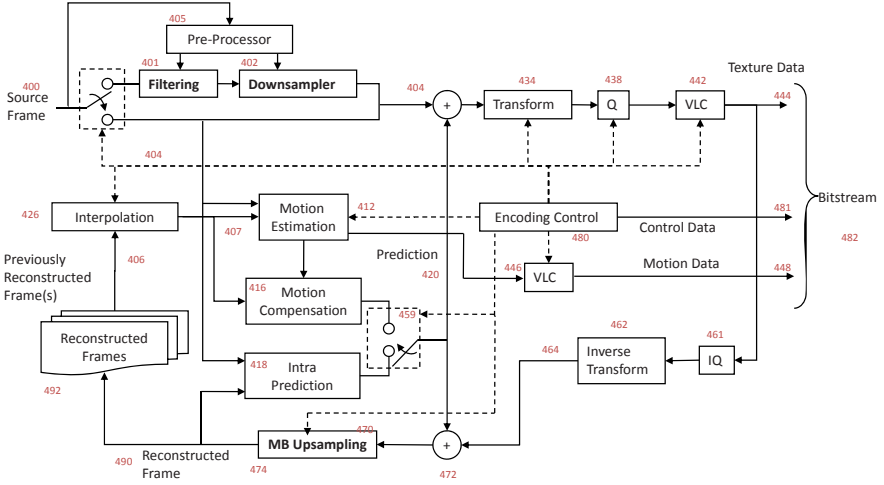 405
Pre-Processor
401
402
Filtering
Downsampler
400
Source
Frame
404
404
434
Transform
438
Q
442
VLC
Texture Data
444
Bitstream
482
426
Interpolation
407
Motion
Estimation
412
Encoding Control
480
Control Data
481
Previously
Reconstructed
Frame(s)
406
Prediction
420
446
VLC
Motion Data
448
416
Motion
Compensation
459
Reconstructed
Frames
492
418
Intra
Prediction
464
462
Inverse
Transform
461
IQ
470
MB Upsampling
474
+
+
472
490
Reconstructed
Frame